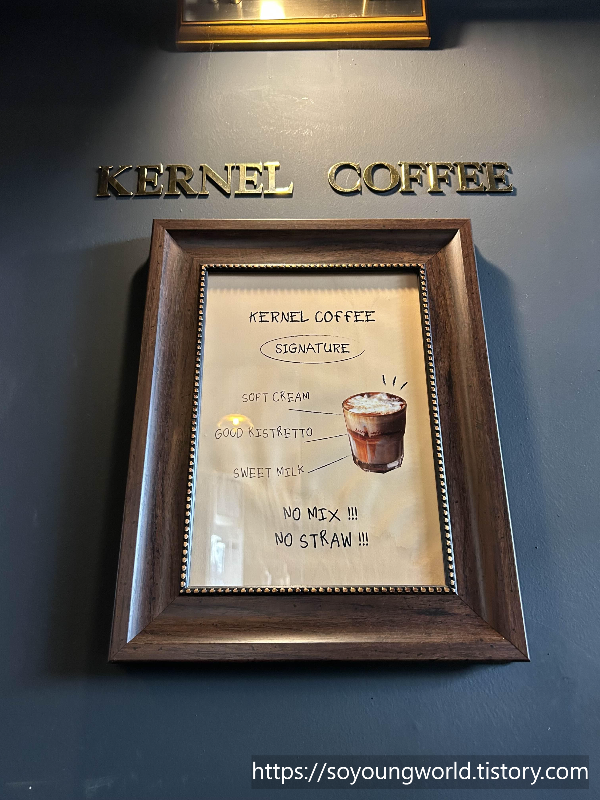 KERNEL COFFEE
KERNEL COFFEE
SIGNATURE
SOFT CREAM
GOOD RISTRETTO
SWEET MILK
NO MIX !!!
NO STRAW !!!
https://soyoungworld.tistory.com